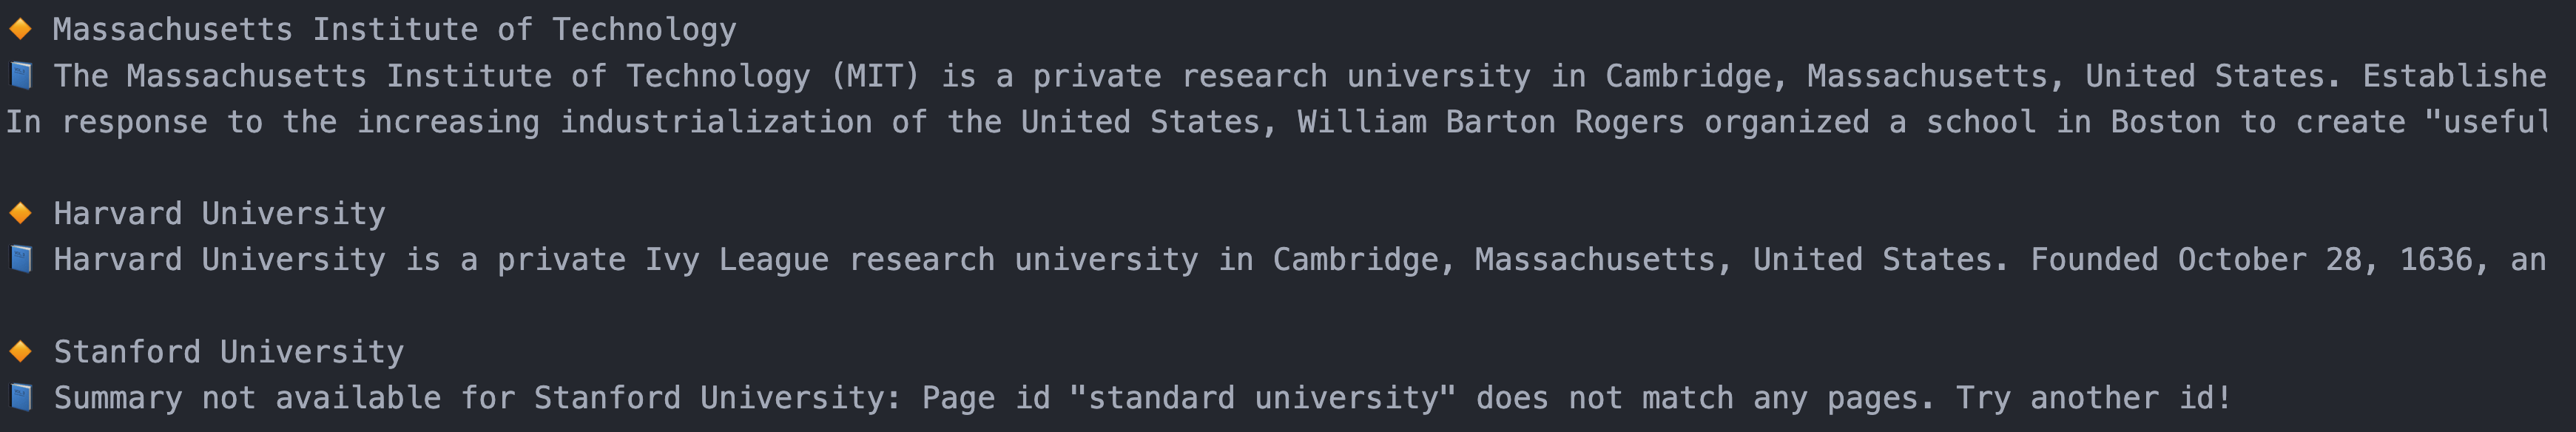 🔶 Massachusetts Institute of Technology
📘 The Massachusetts Institute of Technology (MIT) is a private research university in Cambridge, Massachusetts, United States. Establishe
In response to the increasing industrialization of the United States, William Barton Rogers organized a school in Boston to create "useful
🔶 Harvard University
📘 Harvard University is a private Ivy League research university in Cambridge, Massachusetts, United States. Founded October 28, 1636, an
🔶 Stanford University
📘 Summary not available for Stanford University: Page id "standard university" does not match any pages. Try another id!